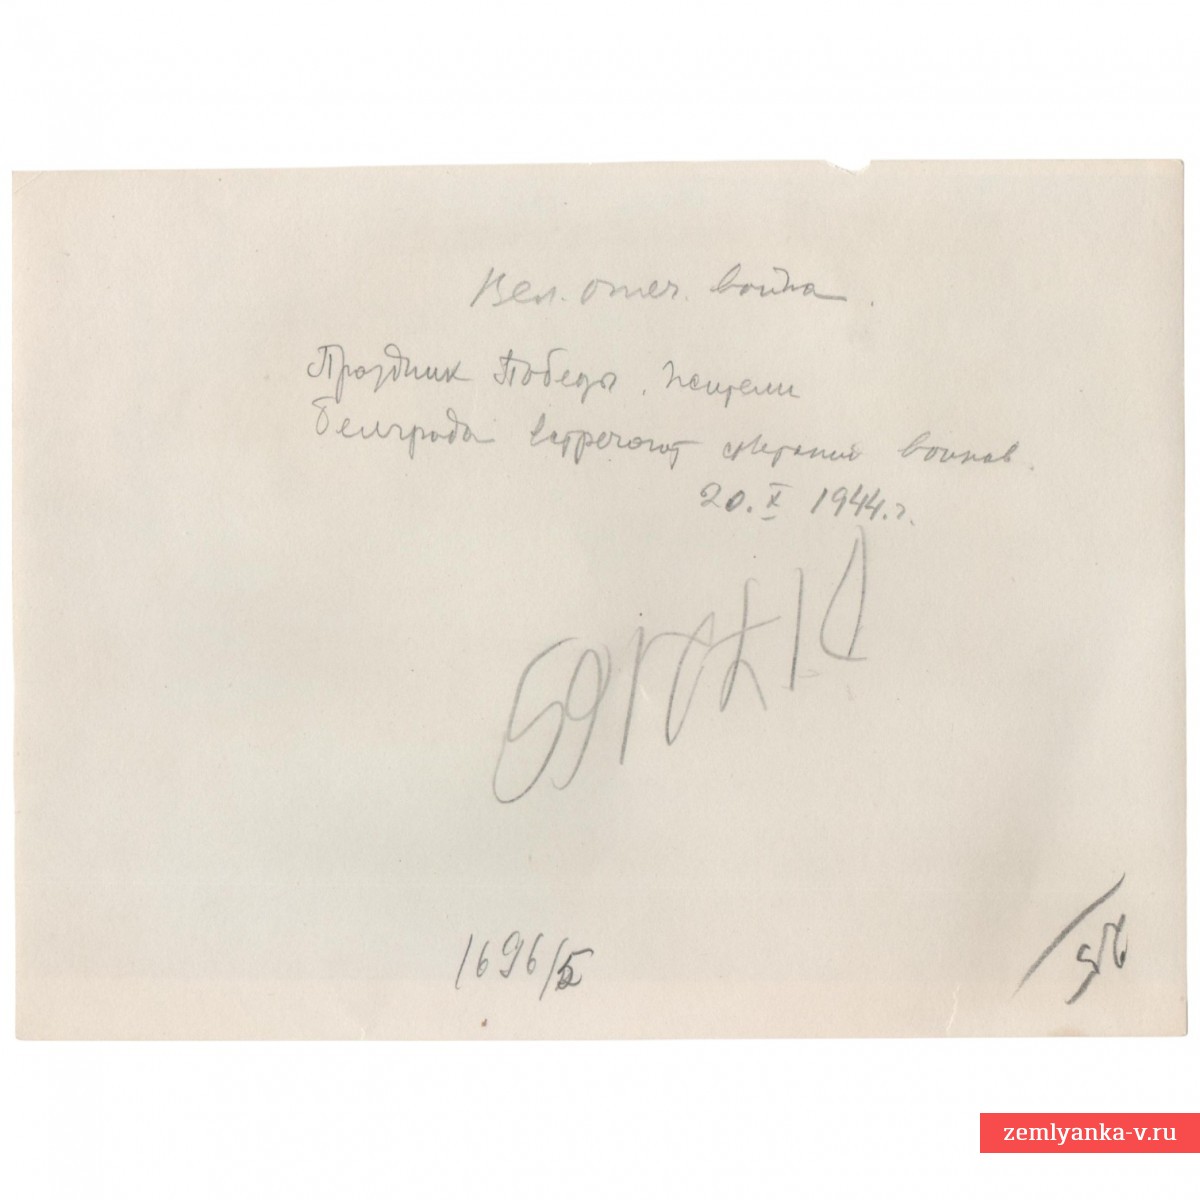 Вел. отеч. война.
Праздник Победы. Жители
Белграда встречают советских воинов.
20. X 1944. г.
1696/5
zemlyanka-v.ru